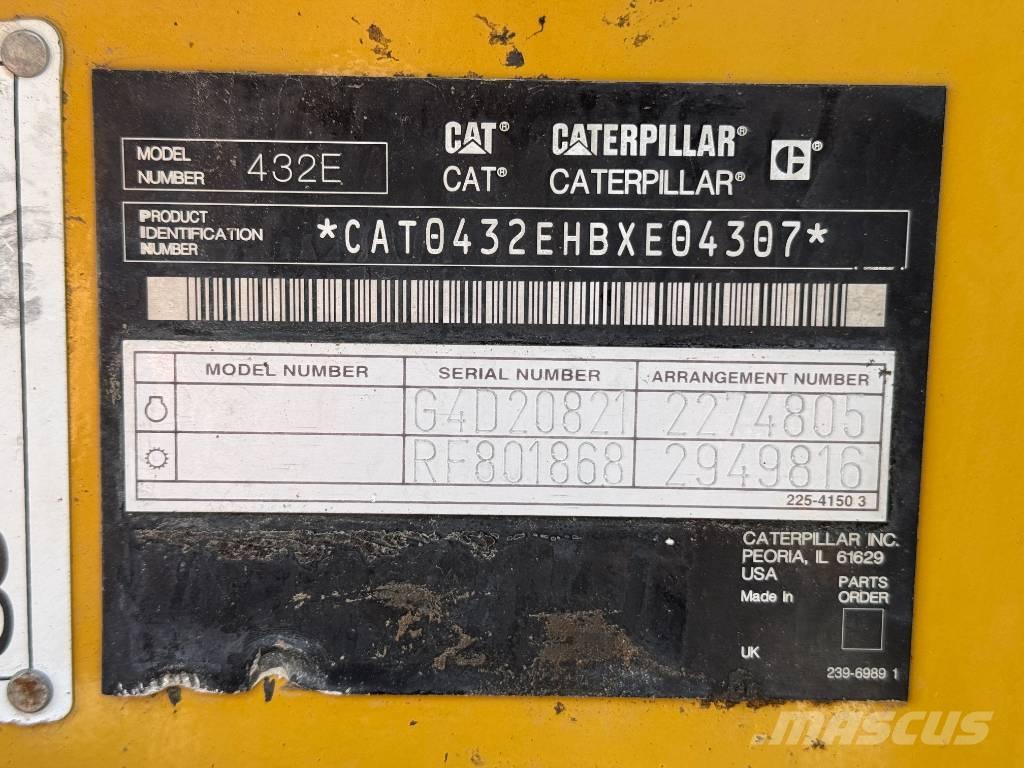 CAT® CATERPILLAR® C®
CAT® CATERPILLAR®
MODEL NUMBER 432E
PRODUCT IDENTIFICATION NUMBER *CAT0432EHBXE04307*
MODEL NUMBER SERIAL NUMBER ARRANGEMENT NUMBER
G4D20821 2274805
RF801868 2949816
225-4150 3
CATERPILLAR INC.
PEORIA, IL 61629
USA
Made In
PARTS
ORDER
UK
239-6989 1
MASCUS